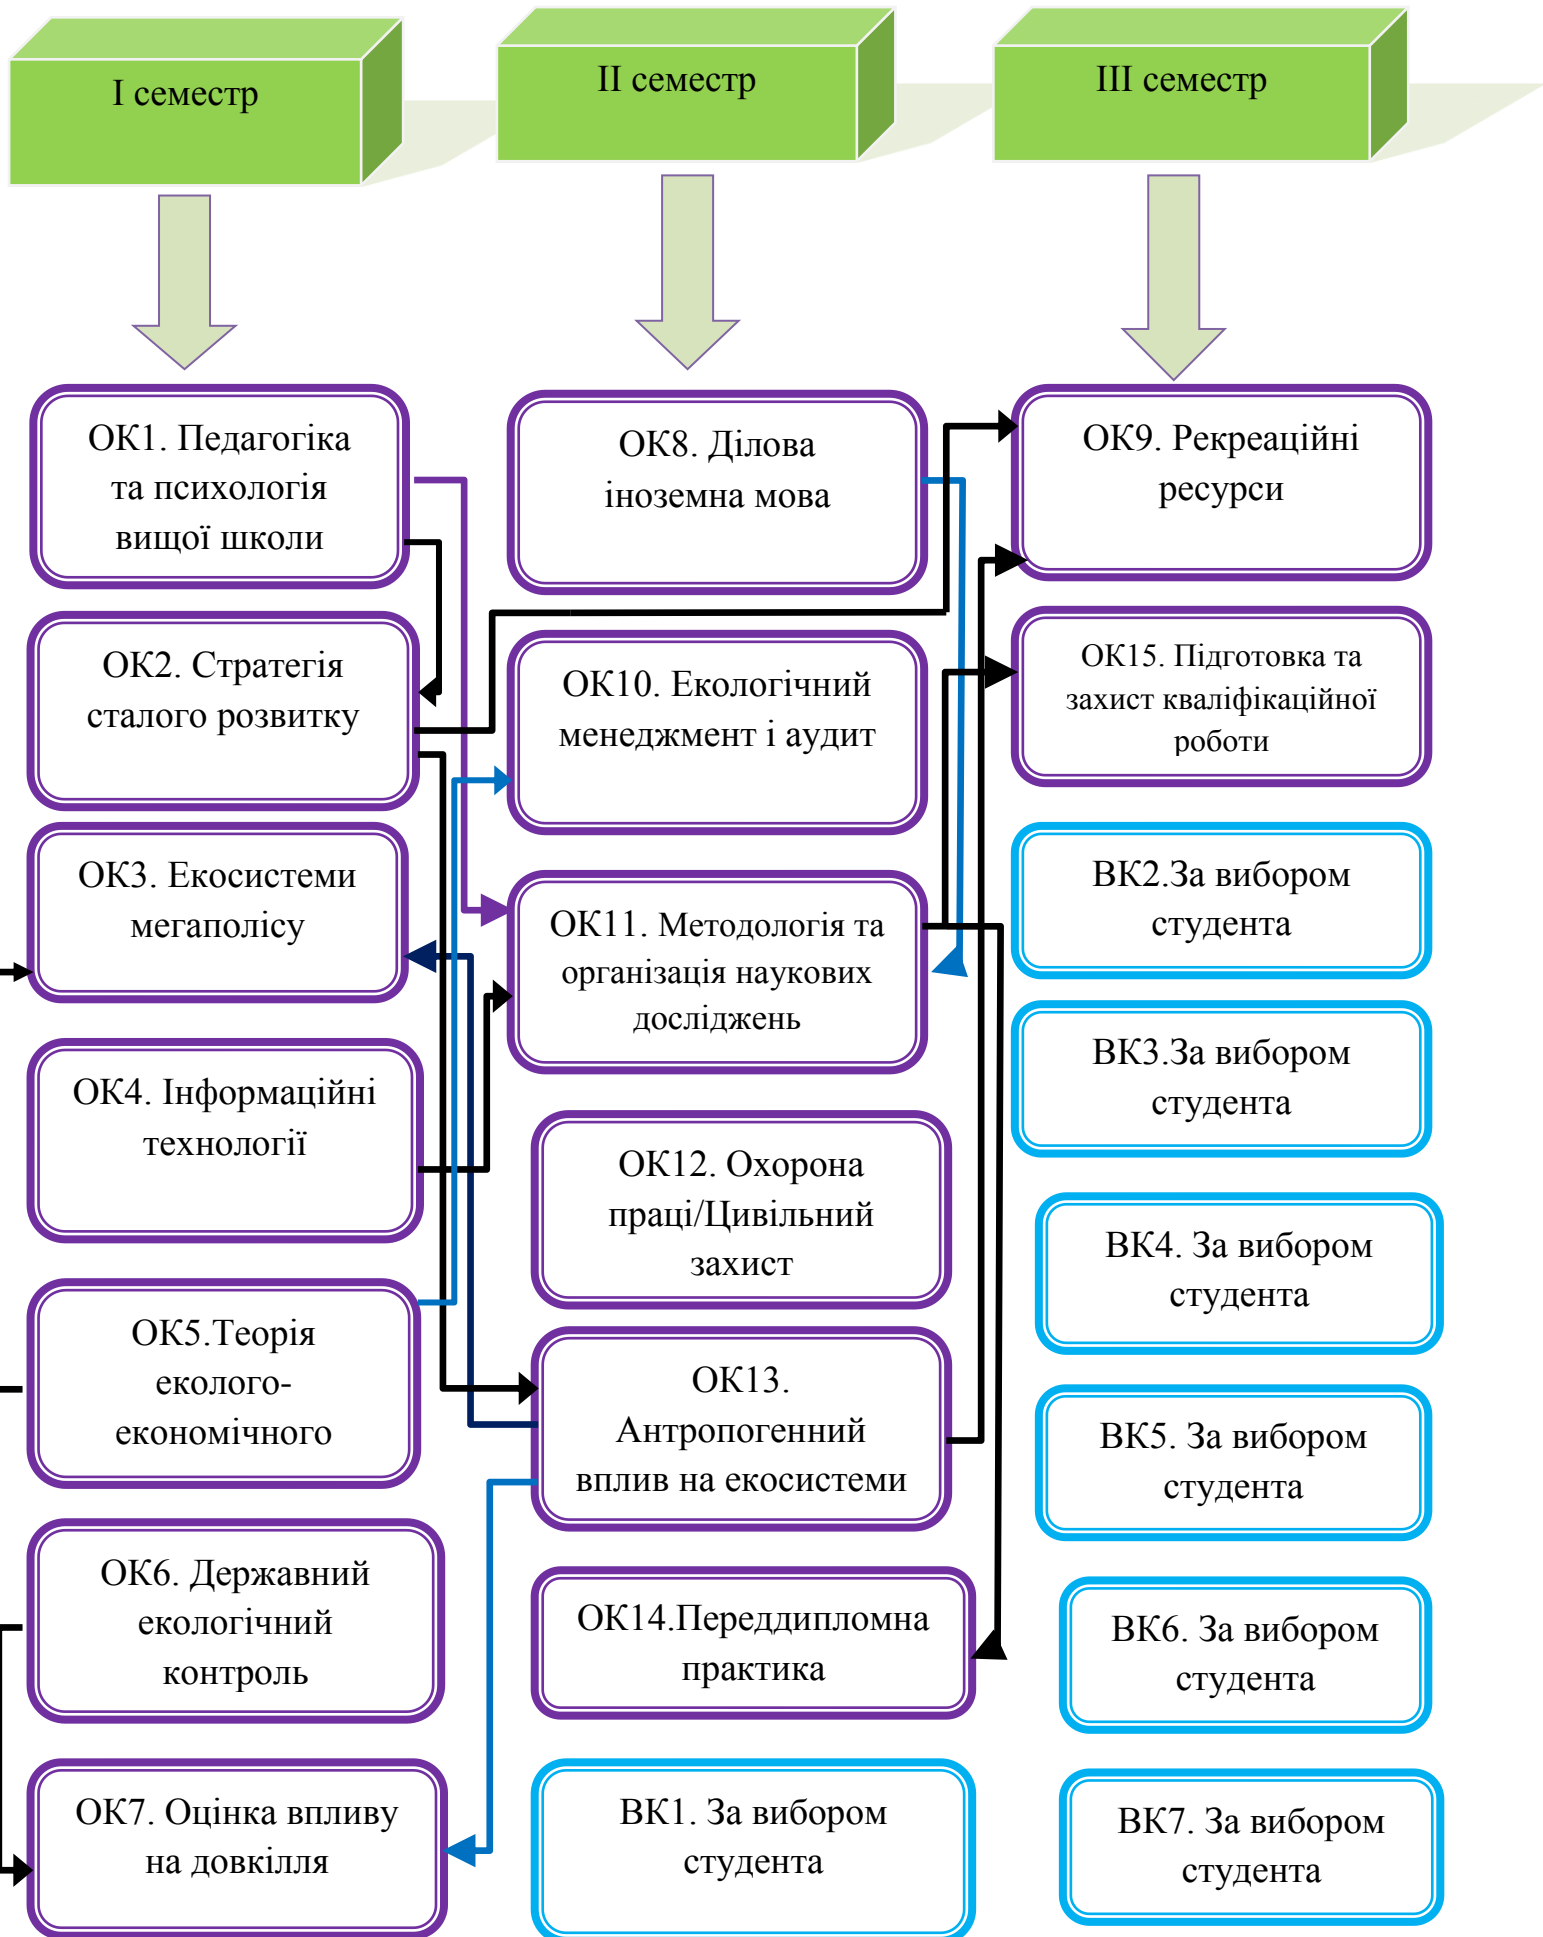 I семестр
II семестр
III семестр
ОК1. Педагогіка
та психологія
вищої школи
ОК2. Стратегія
сталого розвитку
ОК3. Екосистеми
мегаполісу
ОК4. Інформаційні
технології
ОК5.Теорія
еколого-
економічного
ОК6. Державний
екологічний
контроль
ОК7. Оцінка впливу
на довкілля
ОК8. Ділова
іноземна мова
ОК10. Екологічний
менеджмент і аудит
ОК11. Методологія та
організація наукових
досліджень
ОК12. Охорона
праці/Цивільний
захист
ОК13.
Антропогенний
вплив на екосистеми
ОК14.Переддипломна
практика
ВК1. За вибором
студента
ОК9. Рекреаційні
ресурси
ОК15. Підготовка та
захист кваліфікаційної
роботи
ВК2.За вибором
студента
ВК3.За вибором
студента
ВК4. За вибором
студента
ВК5. За вибором
студента
ВК6. За вибором
студента
ВК7. За вибором
студента